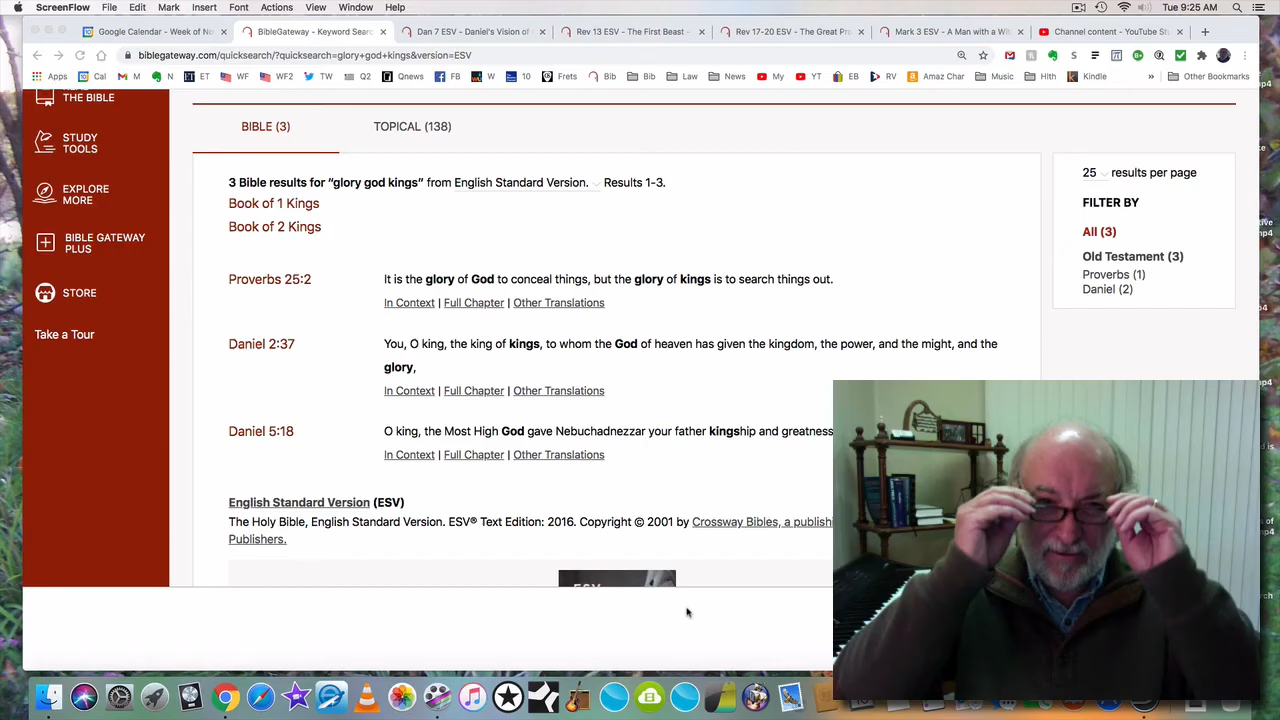 ScreenFlow File Edit Mark Insert Font Actions View Window Help Tue 9:25 AM
Google Calendar - Week of No BibleGateway - Keyword Searc Dan 7 ESV - Daniel's Vision of Rev 13 ESV - The First Beast - Rev 17-20 ESV - The Great Pr Mark 3 ESV - A Man with a Wi Channel content - YouTube St
biblegateway.com/quicksearch/?quicksearch=glory+god+kings&version=ESV
Apps Cal M N ET WF WF2 TW Q2 Qnews FB W 10 Frets Bib Bib Law News My YT EB RV Amaz Char Music Hith Kindle » Other Bookmarks
READ
THE BIBLE
STUDY
TOOLS
EXPLORE
MORE
BIBLE GATEWAY
PLUS
STORE
Take a Tour
BIBLE (3) TOPICAL (138)
3 Bible results for “glory god kings” from English Standard Version. Results 1-3.
Book of 1 Kings
Book of 2 Kings
Proverbs 25:2 It is the glory of God to conceal things, but the glory of kings is to search things out.
In Context | Full Chapter | Other Translations
Daniel 2:37 You, O king, the king of kings, to whom the God of heaven has given the kingdom, the power, and the might, and the
glory,
In Context | Full Chapter | Other Translations
Daniel 5:18 O king, the Most High God gave Nebuchadnezzar your father kingship and greatness
In Context | Full Chapter | Other Translations
English Standard Version (ESV)
The Holy Bible, English Standard Version. ESV® Text Edition: 2016. Copyright © 2001 by Crossway Bibles, a publishi
Publishers.
ESV
25 results per page
FILTER BY
All (3)
Old Testament (3)
Proverbs (1)
Daniel (2)